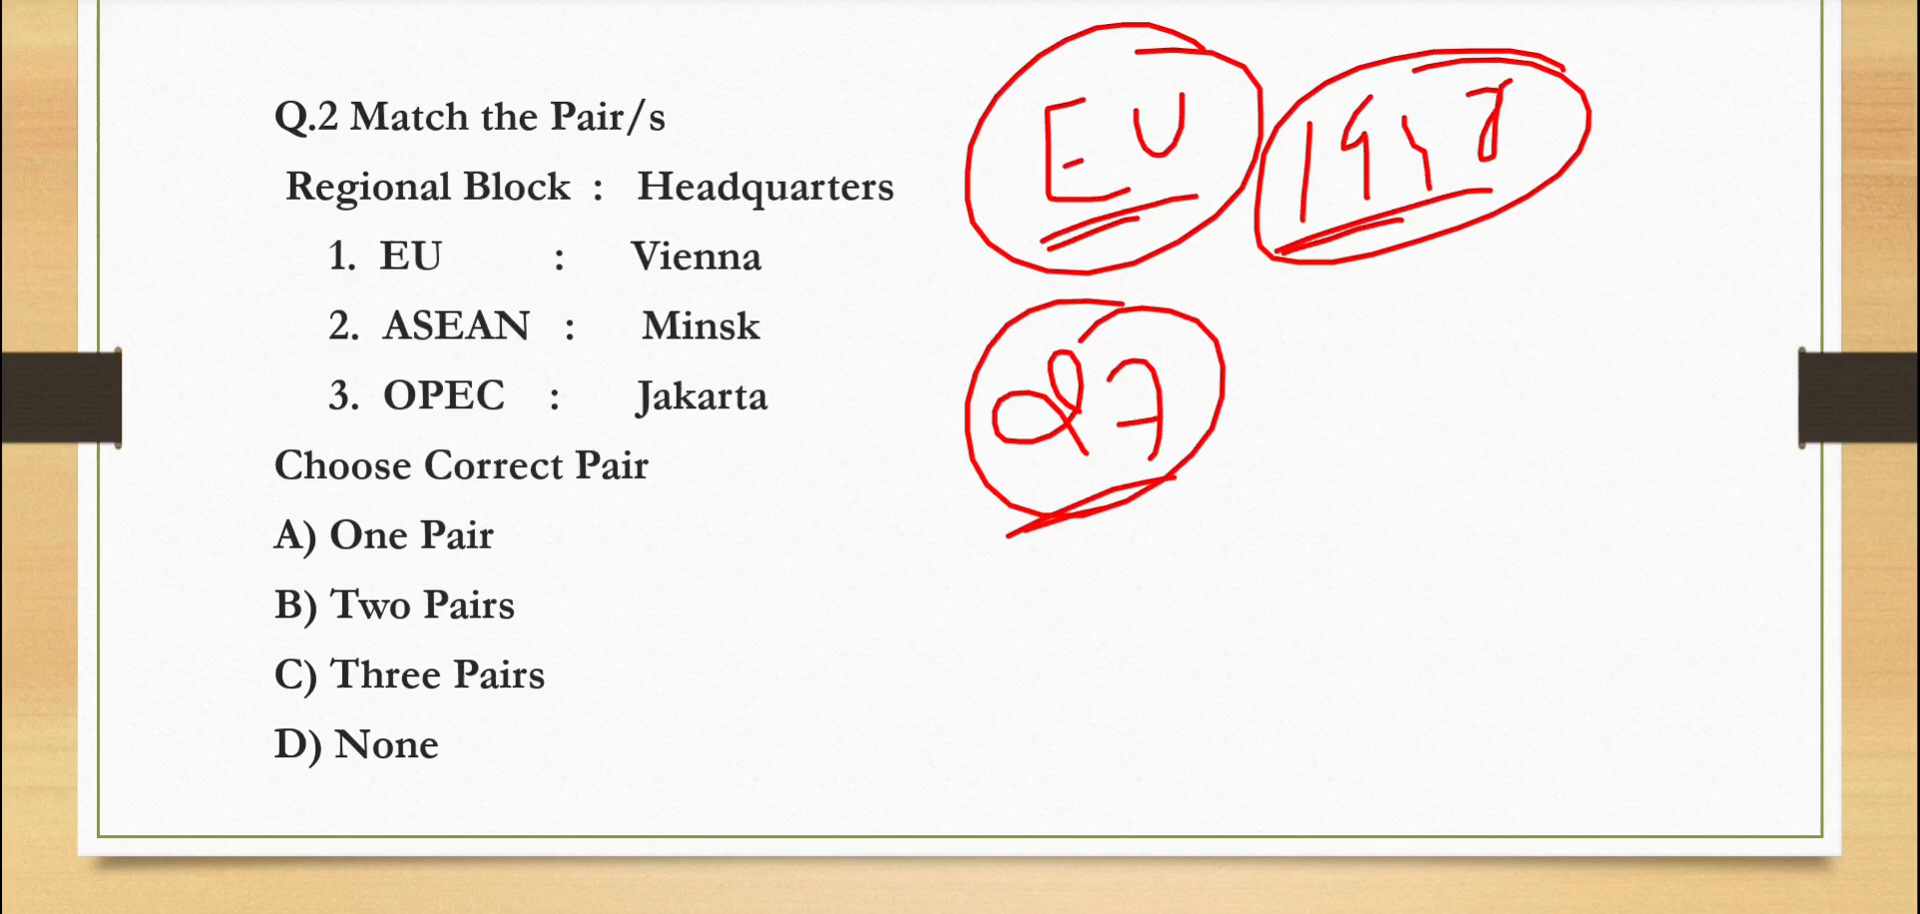 Q.2 Match the Pair/s
Regional Block : Headquarters
1. EU : Vienna
2. ASEAN : Minsk
3. OPEC : Jakarta
Choose Correct Pair
A) One Pair
B) Two Pairs
C) Three Pairs
D) None
EU
27